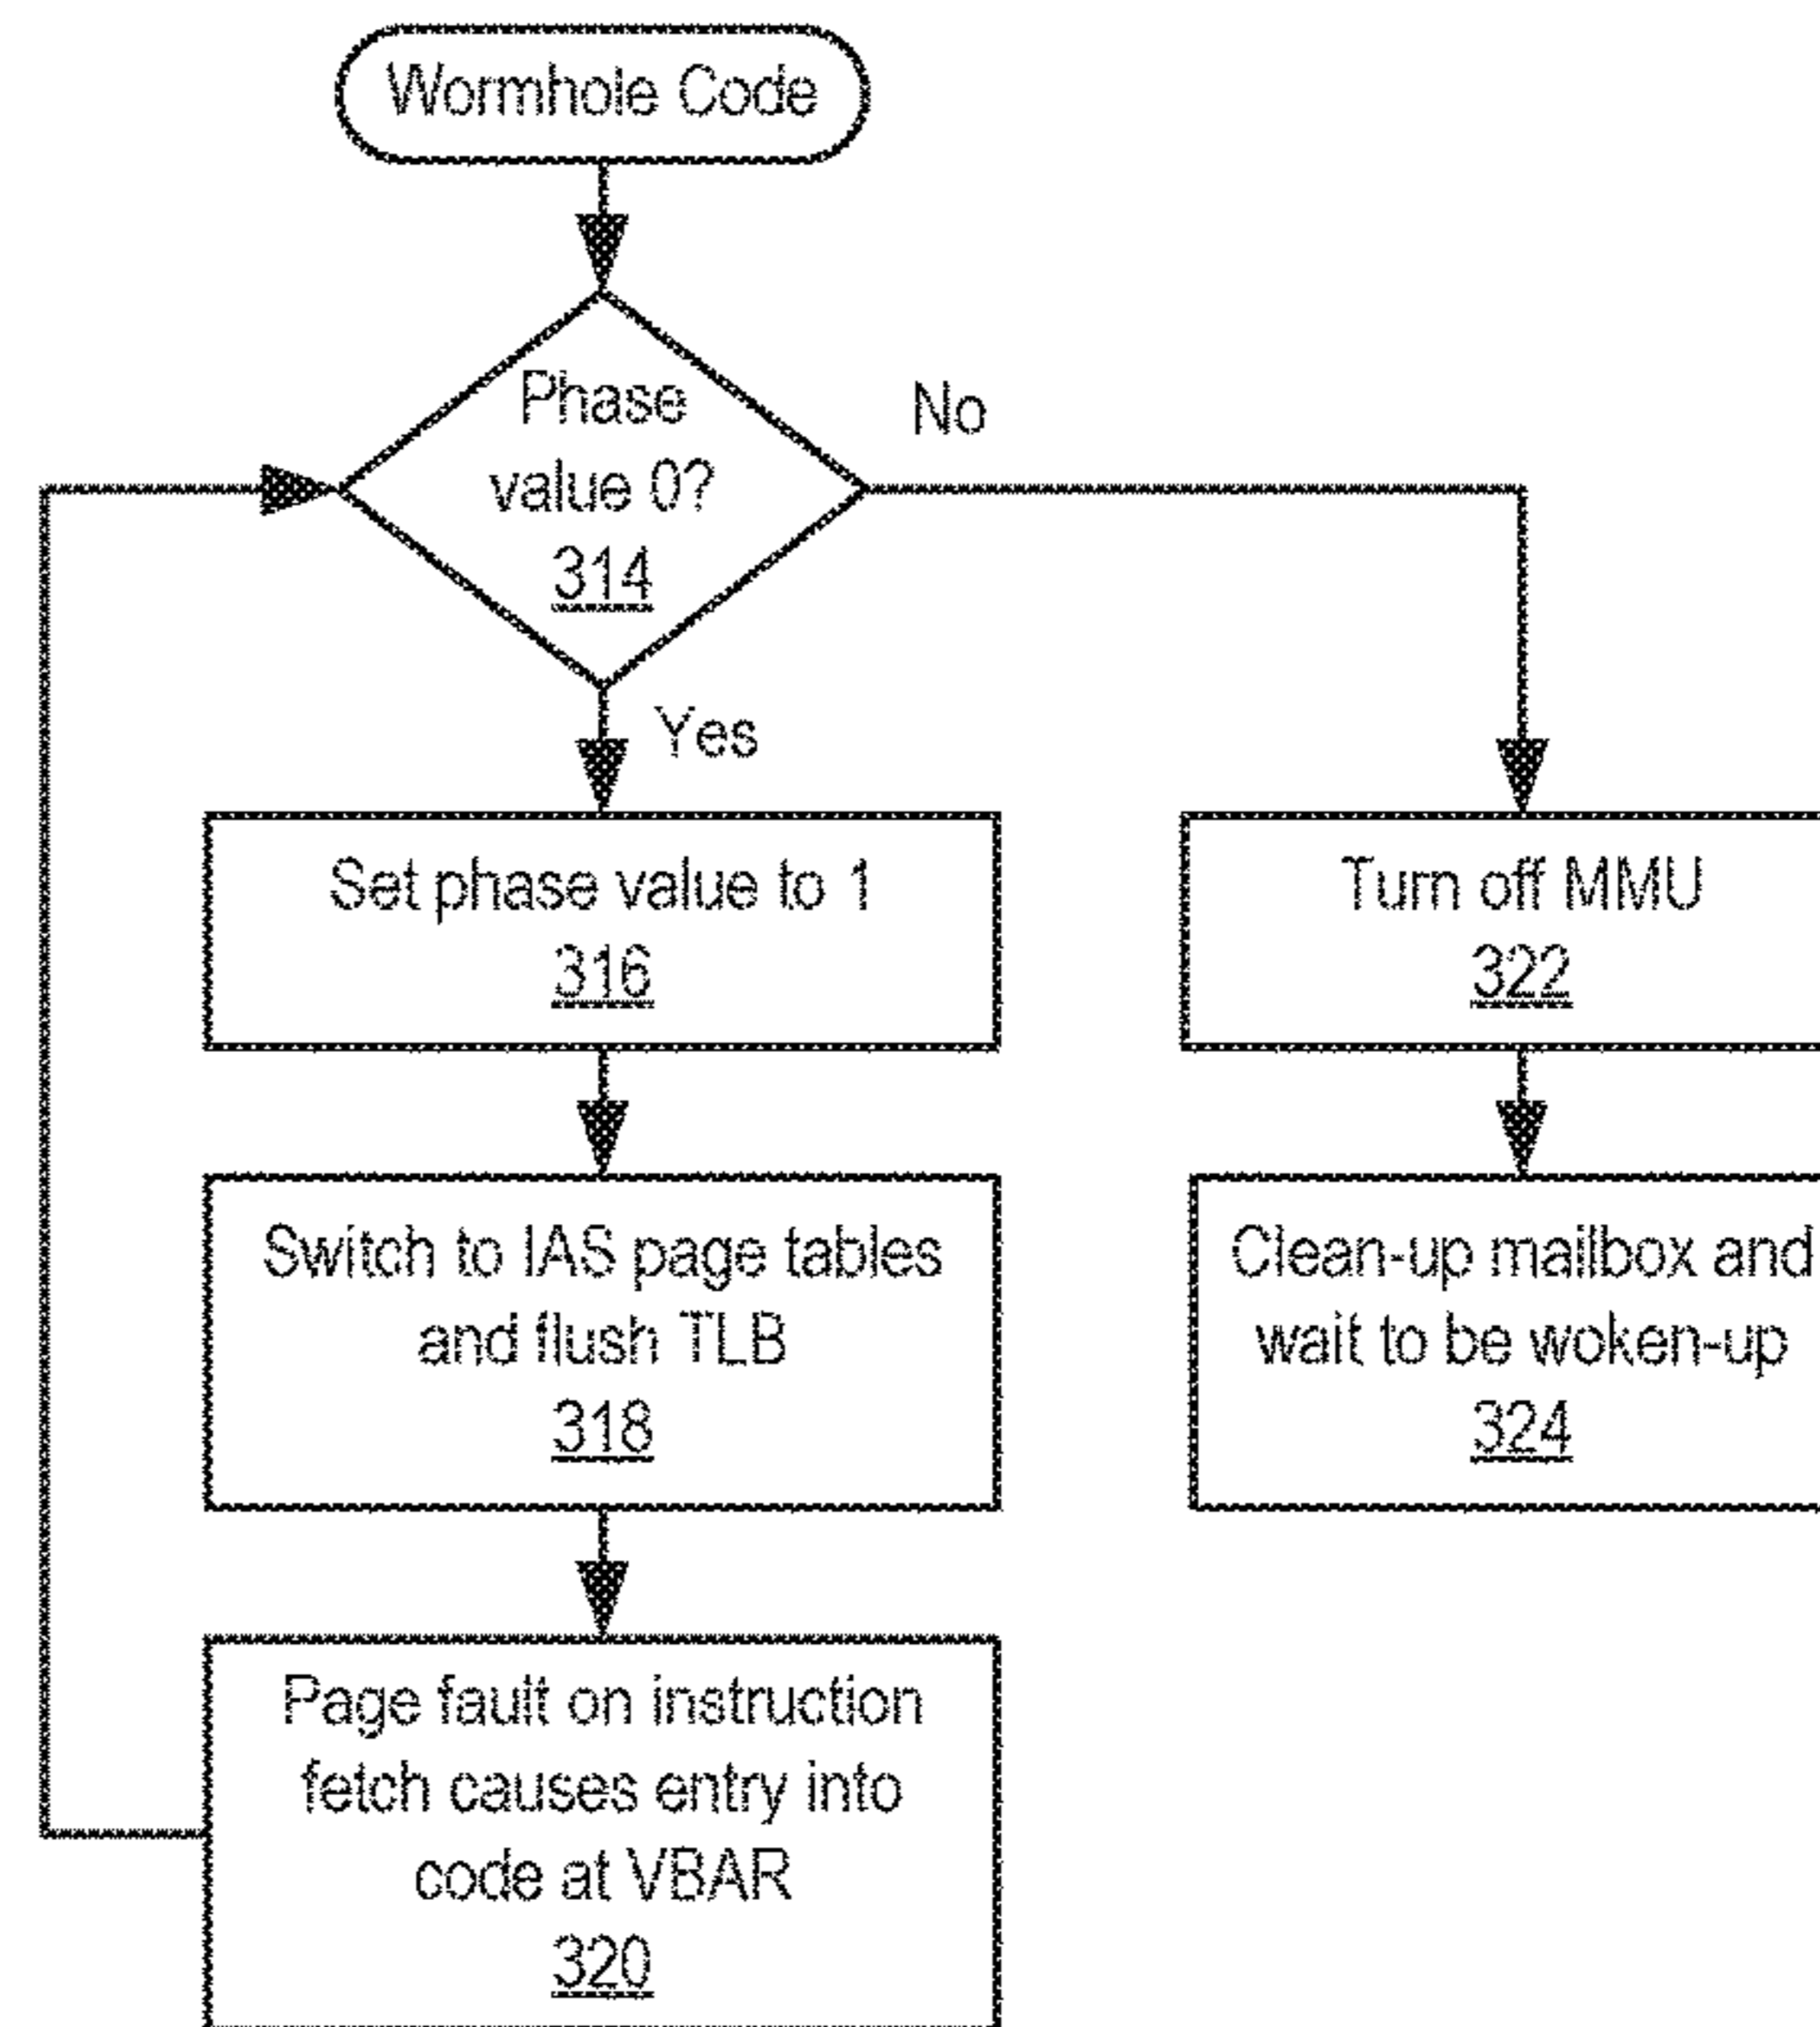 Wormhole Code
Phase
value 0?
314
No
Yes
Set phase value to 1
316
Turn off MMU
322
Switch to IAS page tables
and flush TLB
318
Clean-up mailbox and
wait to be woken-up
324
Page fault on instruction
fetch causes entry into
code at VBAR
320